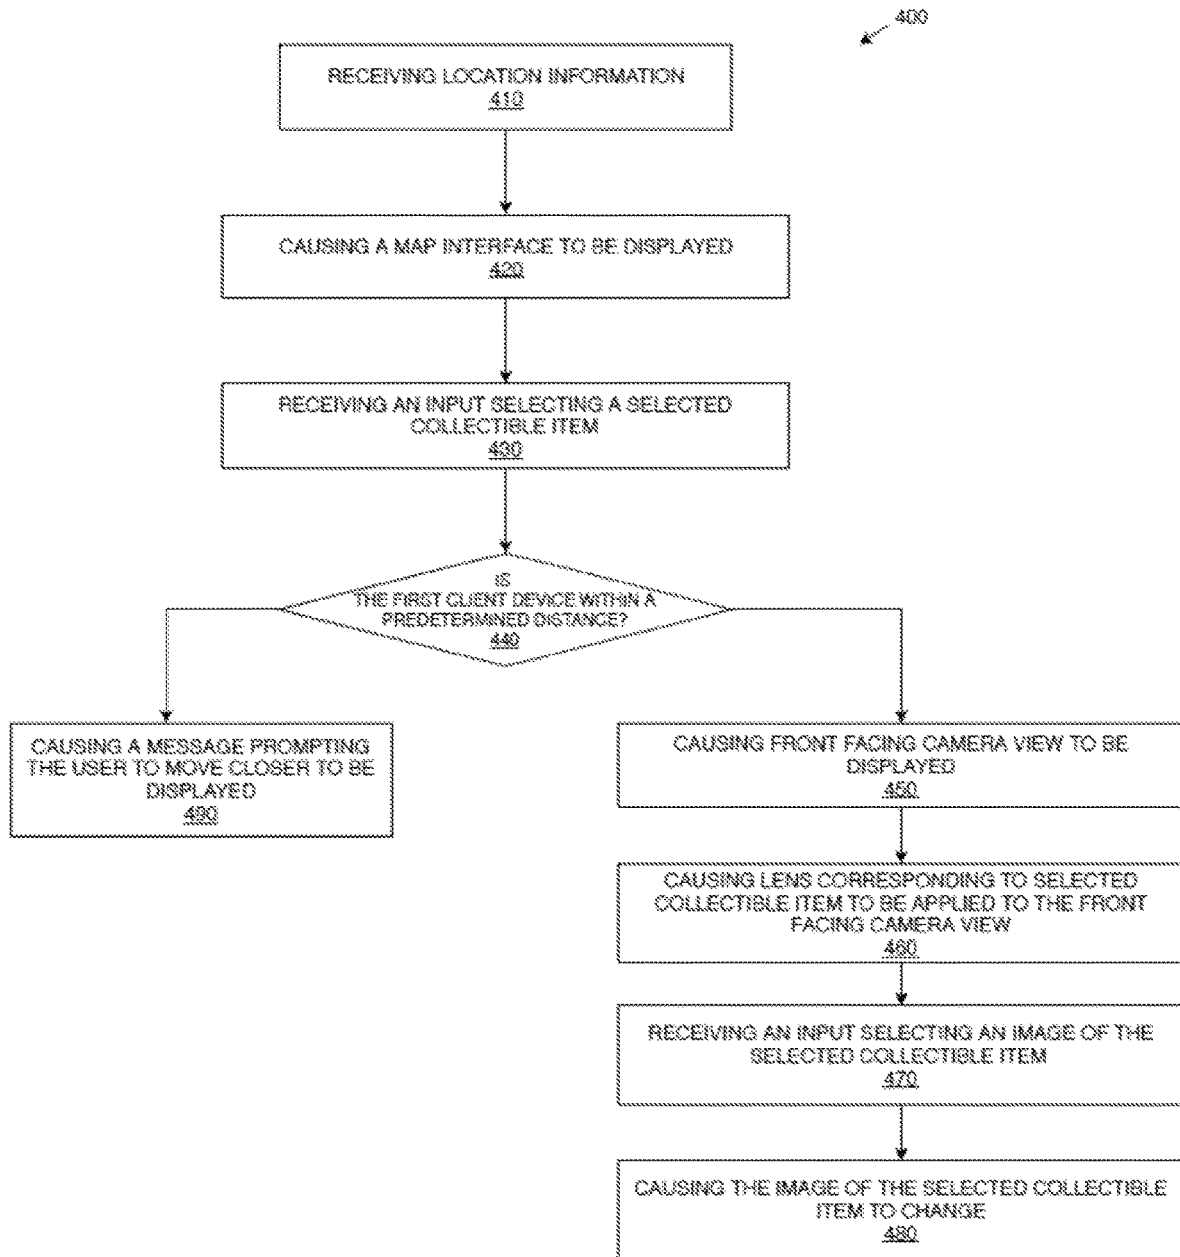 400
RECEIVING LOCATION INFORMATION
410
CAUSING A MAP INTERFACE TO BE DISPLAYED
420
RECEIVING AN INPUT SELECTING A SELECTED
COLLECTIBLE ITEM
430
IS
THE FIRST CLIENT DEVICE WITHIN A
PREDETERMINED DISTANCE?
440
CAUSING A MESSAGE PROMPTING
THE USER TO MOVE CLOSER TO BE
DISPLAYED
490
CAUSING FRONT FACING CAMERA VIEW TO BE
DISPLAYED
450
CAUSING LENS CORRESPONDING TO SELECTED
COLLECTIBLE ITEM TO BE APPLIED TO THE FRONT
FACING CAMERA VIEW
460
RECEIVING AN INPUT SELECTING AN IMAGE OF THE
SELECTED COLLECTIBLE ITEM
470
CAUSING THE IMAGE OF THE SELECTED COLLECTIBLE
ITEM TO CHANGE
480